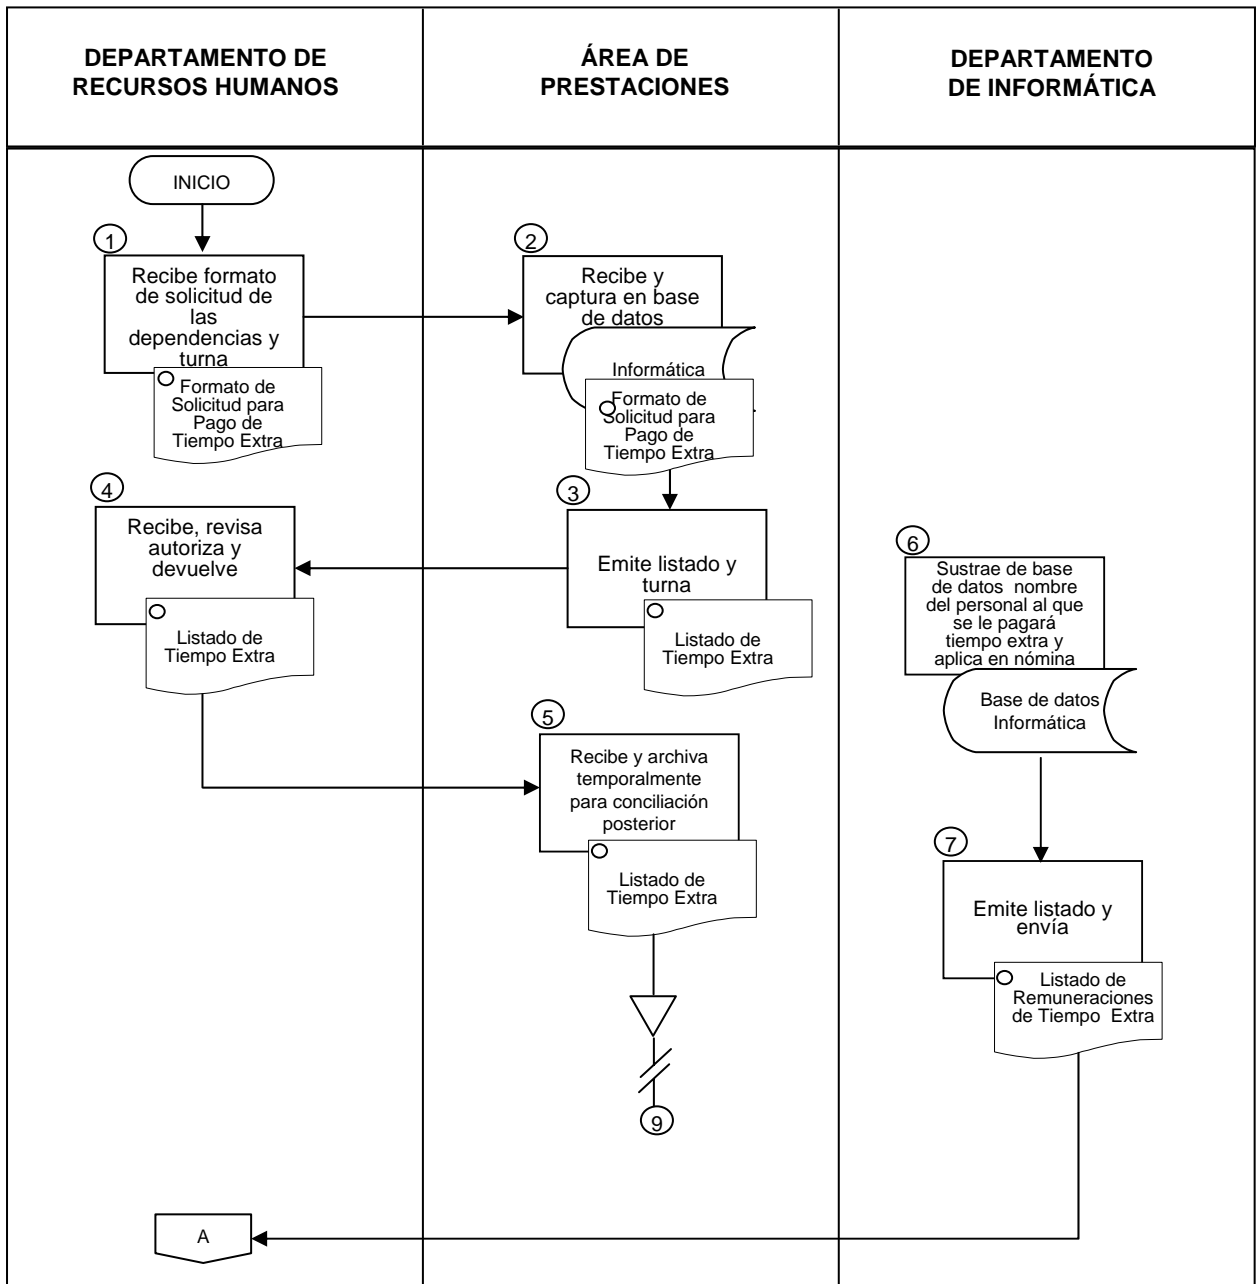 DEPARTAMENTO DE
RECURSOS HUMANOS
ÁREA DE
PRESTACIONES
DEPARTAMENTO
DE INFORMÁTICA
INICIO
1
Recibe formato
de solicitud de
las
dependencias y
turna
Formato de
Solicitud para
Pago de
Tiempo Extra
2
Recibe y
captura en base
de datos
Informática
Formato de
Solicitud para
Pago de
Tiempo Extra
3
Emite listado y
turna
Listado de
Tiempo Extra
4
Recibe, revisa
autoriza y
devuelve
Listado de
Tiempo Extra
5
Recibe y archiva
temporalmente
para conciliación
posterior
Listado de
Tiempo Extra
9
6
Sustrae de base
de datos nombre
del personal al que
se le pagará
tiempo extra y
aplica en nómina
Base de datos
Informática
7
Emite listado y
envía
Listado de
Remuneraciones
de Tiempo Extra
A